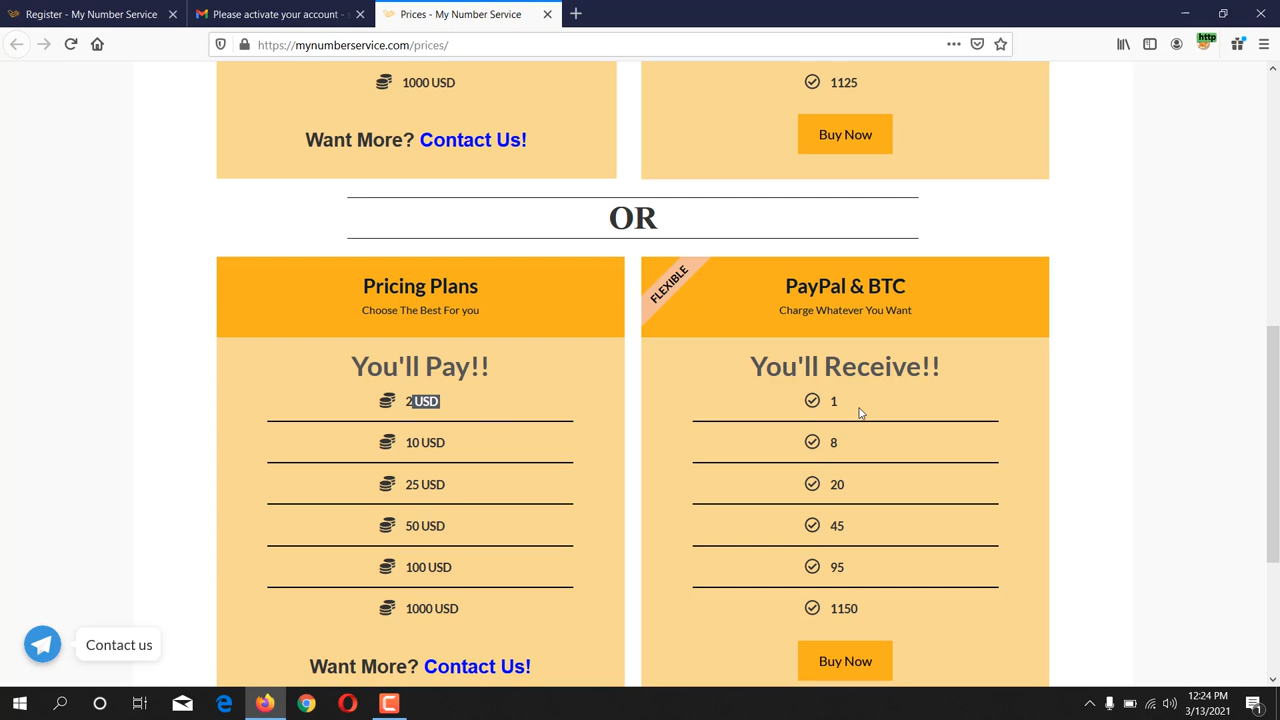 Register - My Number Service
Please activate your account - s
Prices - My Number Service
https://mynumberservice.com/prices/
http
1000 USD
1125
Want More? Contact Us!
Buy Now
OR
Pricing Plans
Choose The Best For you
FLEXIBLE
PayPal & BTC
Charge Whatever You Want
You'll Pay!!
You'll Receive!!
2 USD
1
10 USD
8
25 USD
20
50 USD
45
100 USD
95
1000 USD
1150
Want More? Contact Us!
Buy Now
Contact us
12:24 PM
3/13/2021
1